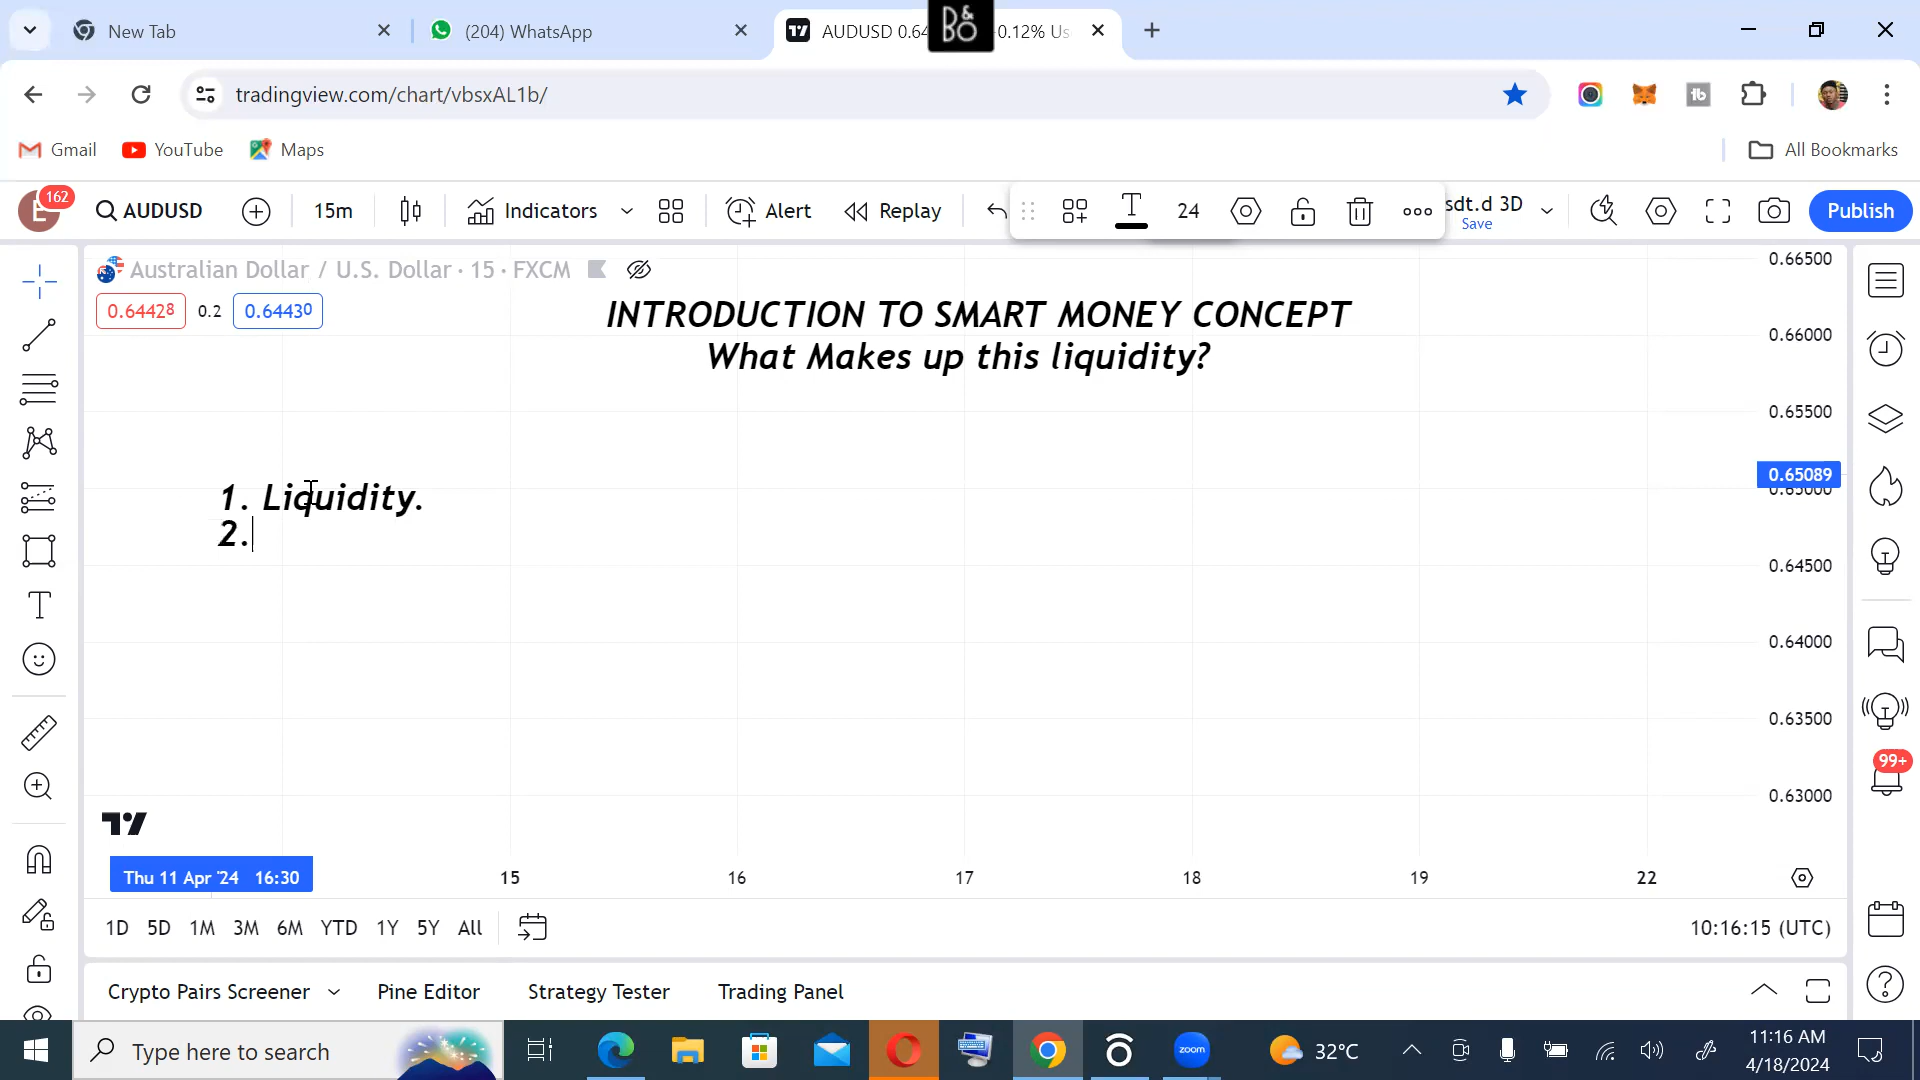 New Tab
(204) WhatsApp
AUDUSD 0.64
0.12% Us
B&O
tradingview.com/chart/vbsxAL1b/
Gmail
YouTube
Maps
All Bookmarks
E
162
AUDUSD
15m
Indicators
Alert
Replay
T
24
sdt.d 3D
Save
Publish
Australian Dollar / U.S. Dollar · 15 · FXCM
0.64428
0.2
0.64430
INTRODUCTION TO SMART MONEY CONCEPT
What Makes up this liquidity?
1. Liquidity.
2.
0.66500
0.66000
0.65500
0.65089
0.65000
0.64500
0.64000
0.63500
0.63000
99+
Thu 11 Apr '24 16:30
15
16
17
18
19
22
1D
5D
1M
3M
6M
YTD
1Y
5Y
All
10:16:15 (UTC)
Crypto Pairs Screener
Pine Editor
Strategy Tester
Trading Panel
Type here to search
zoom
32°C
11:16 AM
4/18/2024